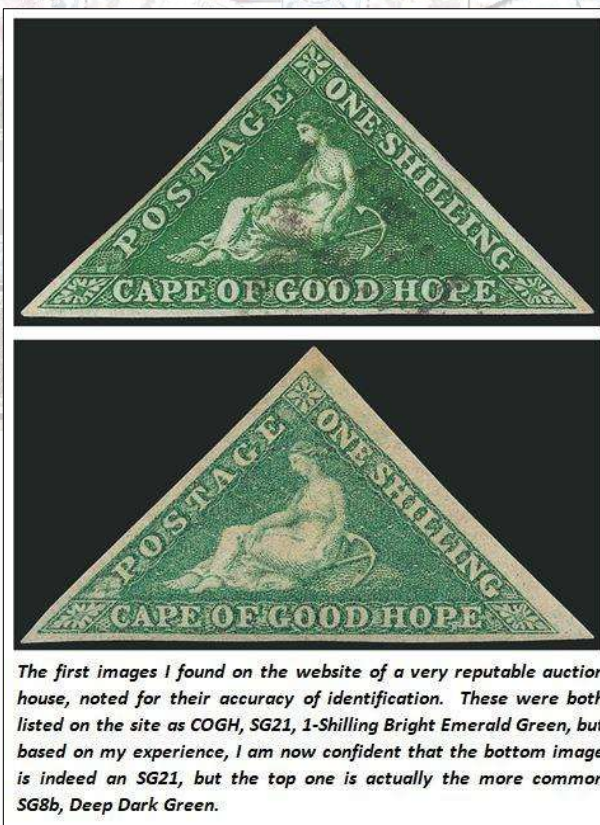 POSTAGE
ONE SHILLING
CAPE OF GOOD HOPE
POSTAGE
ONE SHILLING
CAPE OF GOOD HOPE
The first images I found on the website of a very reputable auction
house, noted for their accuracy of identification. These were both
listed on the site as COGH, SG21, 1-Shilling Bright Emerald Green, but
based on my experience, I am now confident that the bottom image
is indeed an SG21, but the top one is actually the more common
SG8b, Deep Dark Green.